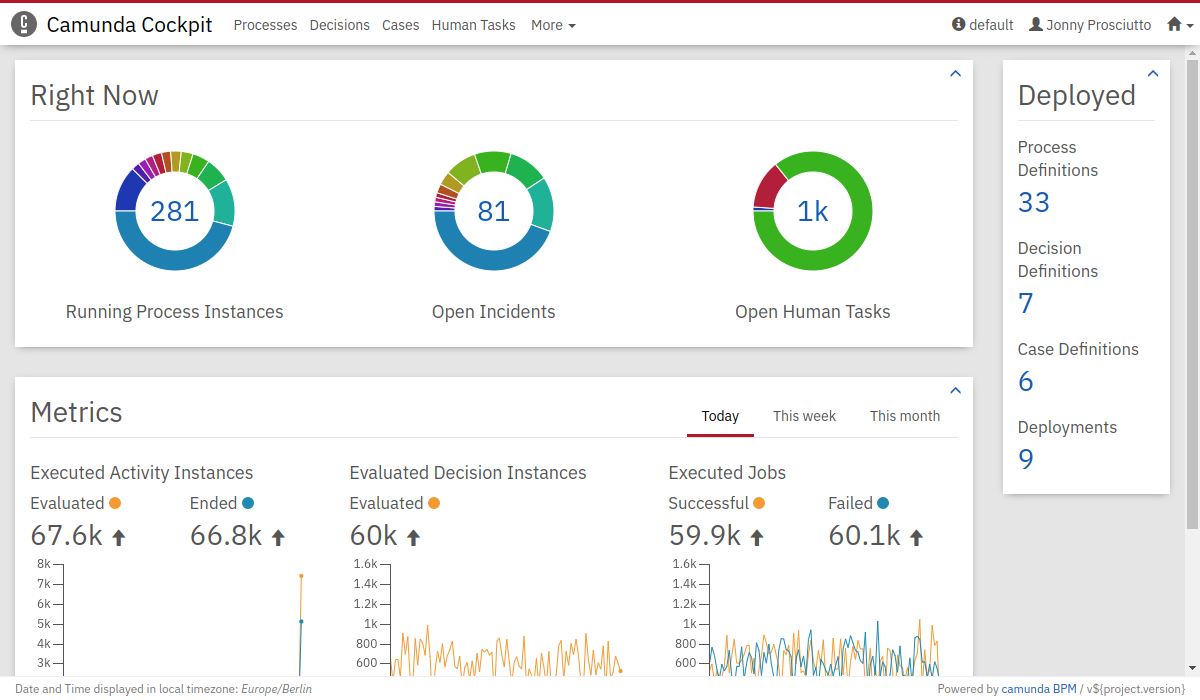 Camunda Cockpit Processes Decisions Cases Human Tasks More default Jonny Prosciutto
Right Now
281
81
1k
Running Process Instances
Open Incidents
Open Human Tasks
Deployed
Process
Definitions
33
Decision
Definitions
7
Case Definitions
6
Deployments
9
Metrics
Today This week This month
Executed Activity Instances
Evaluated Ended
67.6k 66.8k
8k
7k
6k
5k
4k
3k
Evaluated Decision Instances
Evaluated
60k
1.6k
1.4k
1.2k
1k
800
600
Executed Jobs
Successful Failed
59.9k 60.1k
1.6k
1.4k
1.2k
1k
800
600
Date and Time displayed in local timezone: Europe/Berlin
Powered by camunda BPM / v${project.version}